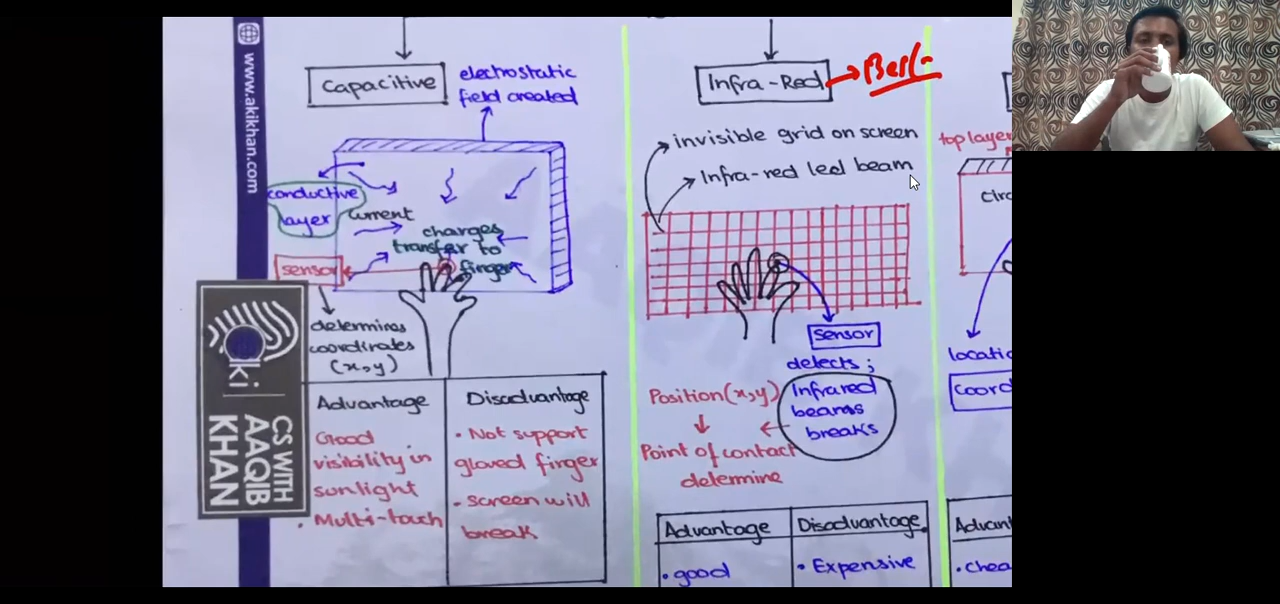 www.akikhan.com
aki
CS WITH
AAQIB
KHAN
Capacitive
electrostatic
field created
conductive
layer
current
charges
transfer to
finger
sensor
determines
coordinates
(x,y)
Advantage
Good
visibility in
sunlight
• Multi-touch
Disadvantage
• Not support
gloved finger
• screen will
break
Infra-Red
invisible grid on screen
Infra-red led beam
sensor
detects ;
Infrared
beams
breaks
Position(x,y)
Point of contact
determine
Advantage
• good
Disadvantage
• Expensive
top layer
circ
locatio
Coord
Advant
• chea